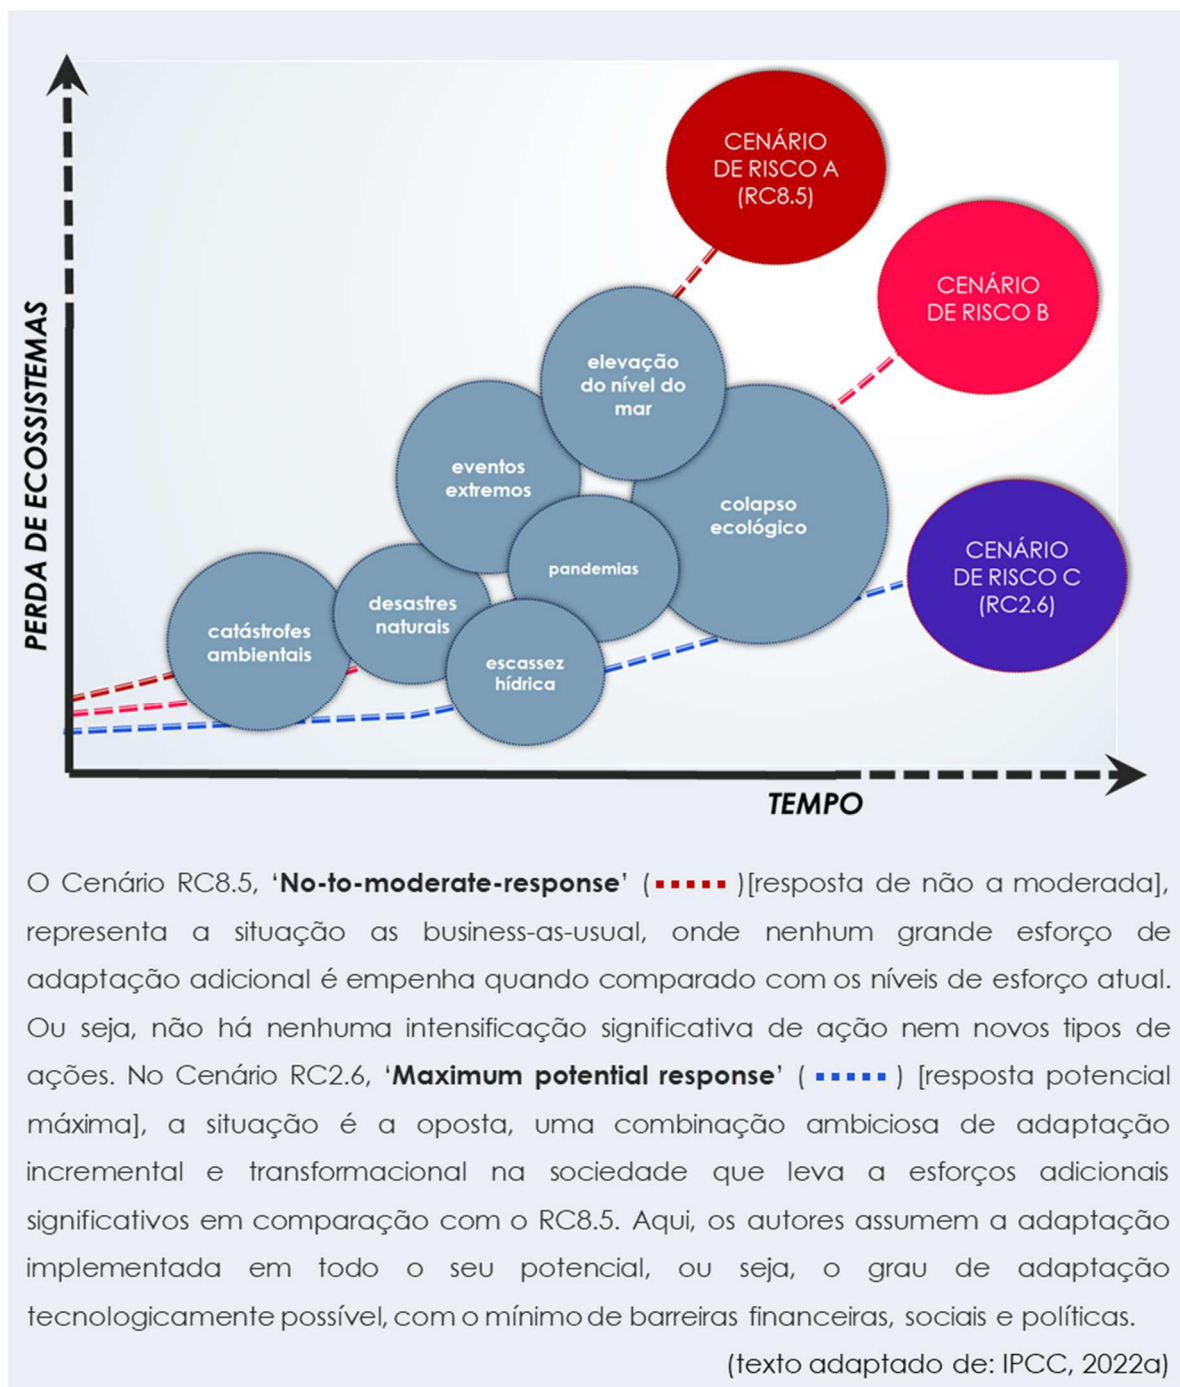 CENÁRIO
DE RISCO A
(RC8.5)
CENÁRIO
DE RISCO B
elevação
do nível do
mar
eventos
extremos
colapso
ecológico
pandemias
CENÁRIO
DE RISCO C
(RC2.6)
desastres
naturais
catástrofes
ambientais
escassez
hídrica
PERDA DE ECOSSISTEMAS
TEMPO
O Cenário RC8.5, ‘No-to-moderate-response’ ( )[resposta de não a moderada],
representa a situação as business-as-usual, onde nenhum grande esforço de
adaptação adicional é empenha quando comparado com os níveis de esforço atual.
Ou seja, não há nenhuma intensificação significativa de ação nem novos tipos de
ações. No Cenário RC2.6, ‘Maximum potential response’ ( ) [resposta potencial
máxima], a situação é a oposta, uma combinação ambiciosa de adaptação
incremental e transformacional na sociedade que leva a esforços adicionais
significativos em comparação com o RC8.5. Aqui, os autores assumem a adaptação
implementada em todo o seu potencial, ou seja, o grau de adaptação
tecnologicamente possível, com o mínimo de barreiras financeiras, sociais e políticas.
(texto adaptado de: IPCC, 2022a)